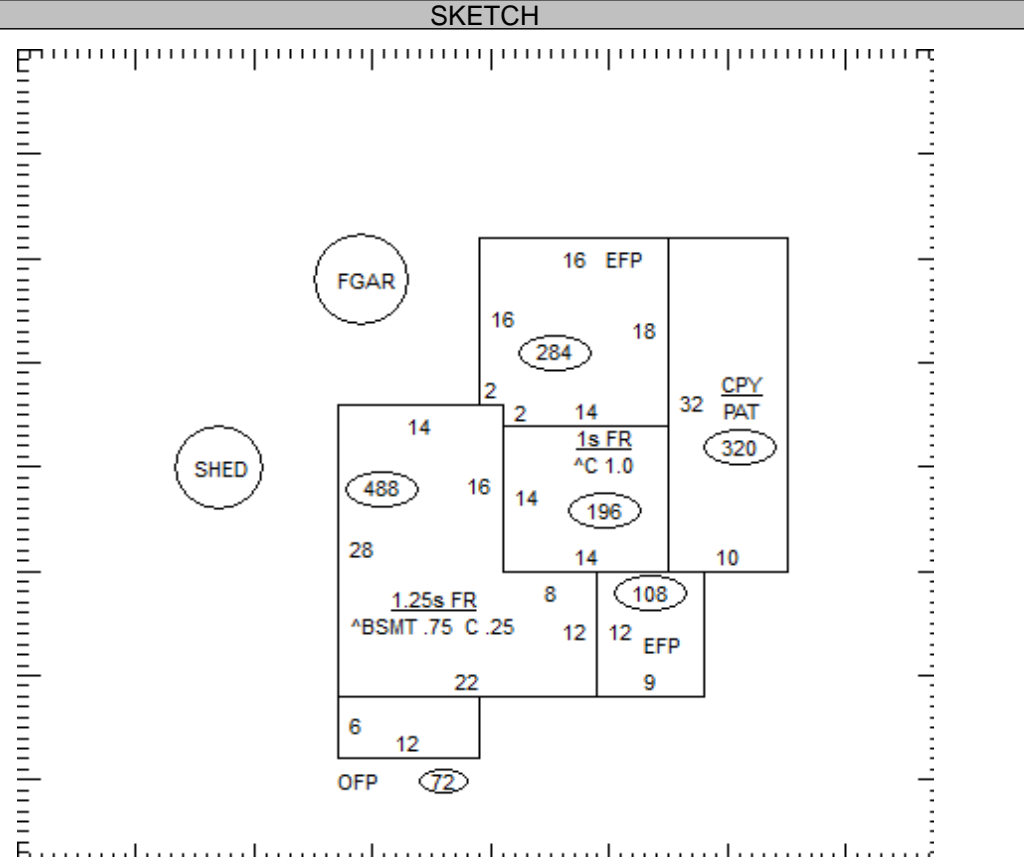 SKETCH
16 EFP
FGAR
16
18
284
2
CPY
32
PAT
2
14
14
1s FR
320
^C 1.0
SHED
488
16
14
196
28
14
10
8
108
1.25s FR
^BSMT .75 C .25
12
12
EFP
22
9
6
12
OFP 72